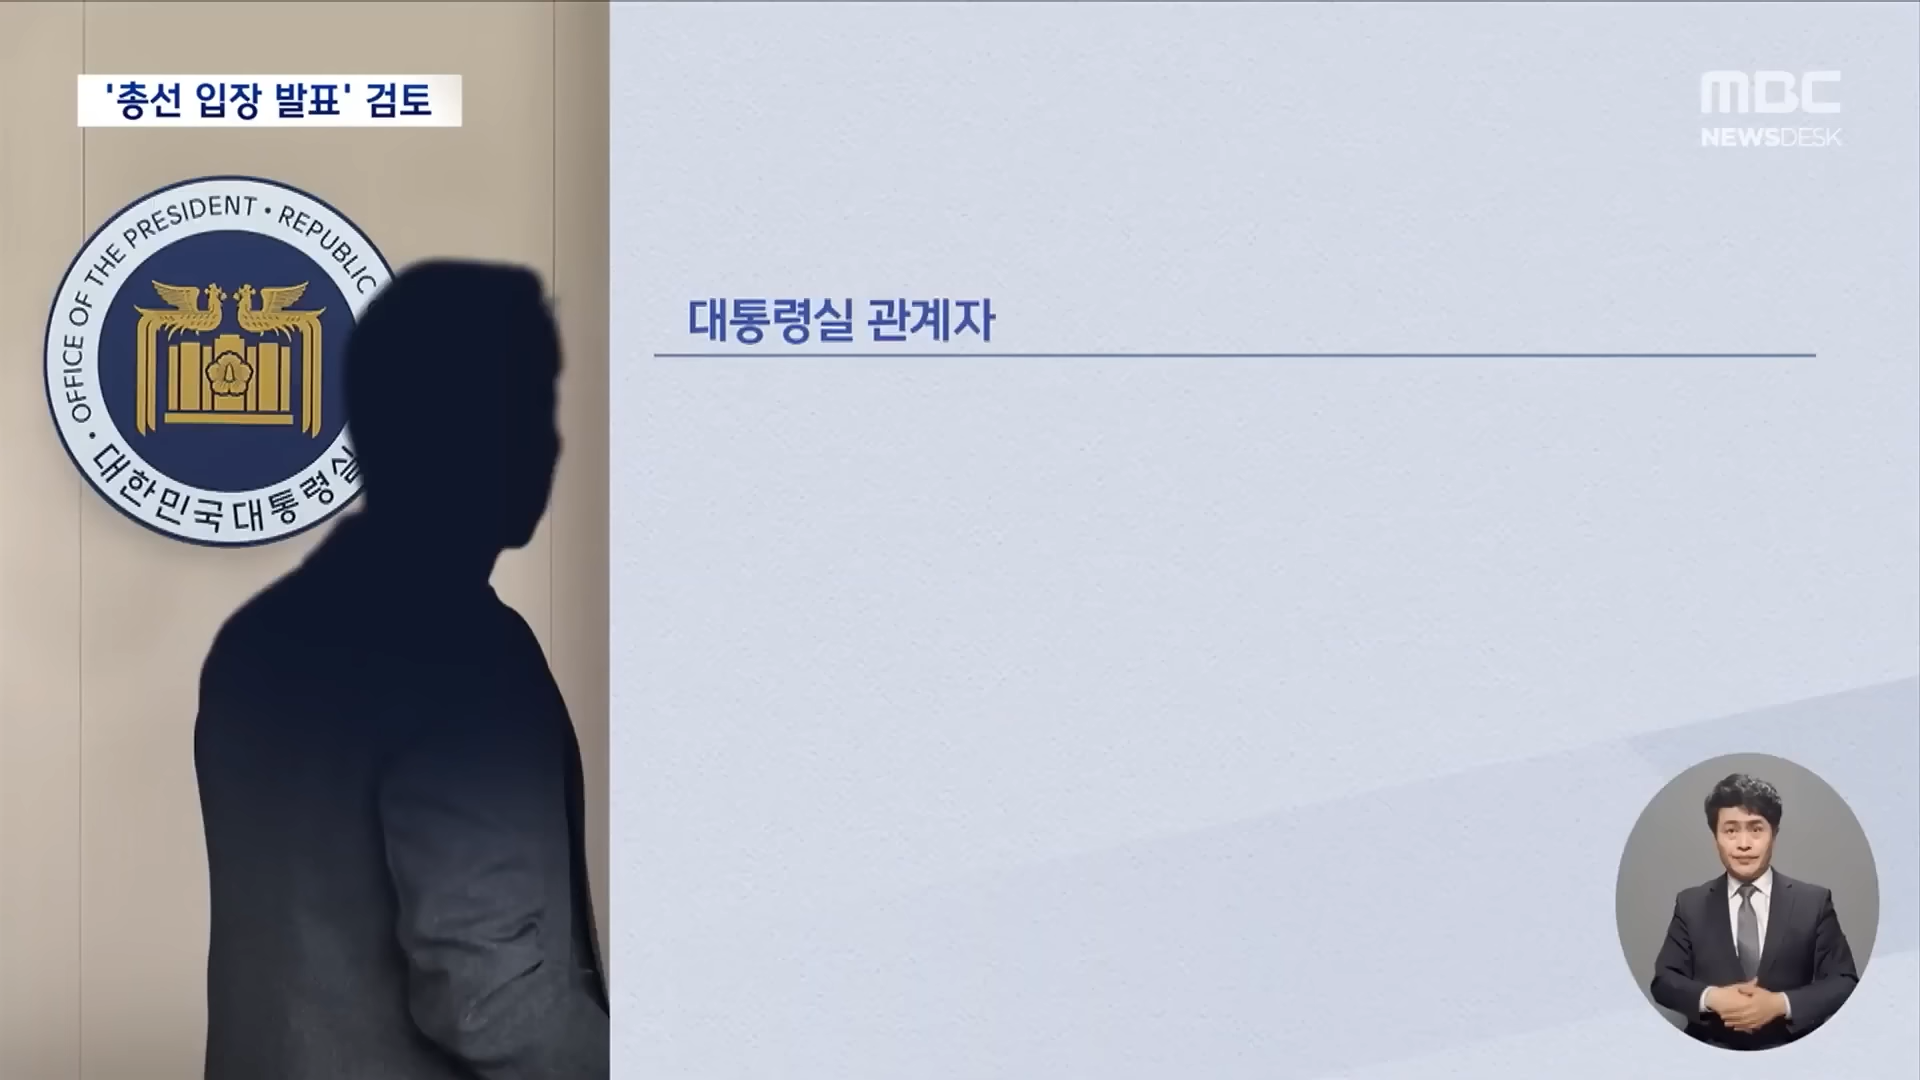 '총선 입장 발표' 검토
MBC
NEWSDESK
OFFICE OF THE PRESIDENT • REPUBLIC
대한민국대통령실
대통령실 관계자